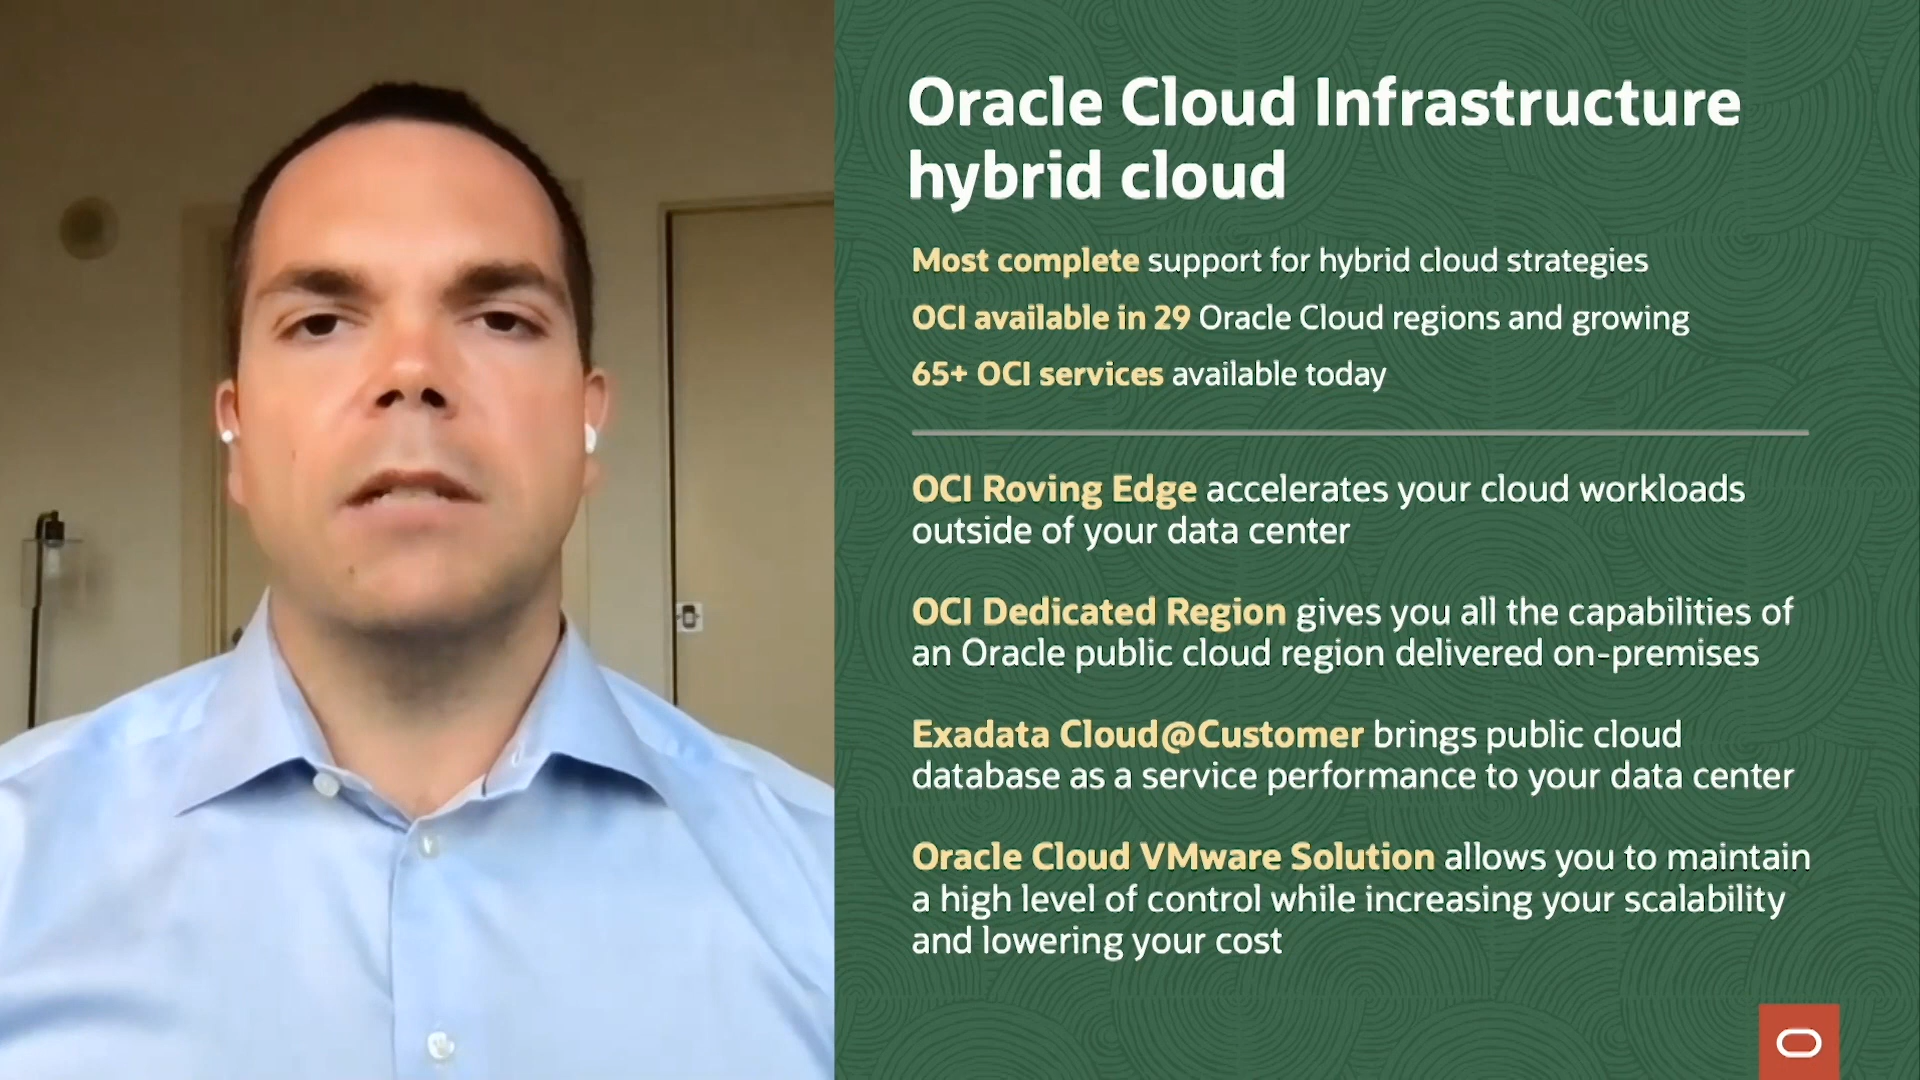 Oracle Cloud Infrastructure
hybrid cloud
Most complete support for hybrid cloud strategies
OCI available in 29 Oracle Cloud regions and growing
65+ OCI services available today
OCI Roving Edge accelerates your cloud workloads
outside of your data center
OCI Dedicated Region gives you all the capabilities of
an Oracle public cloud region delivered on-premises
Exadata Cloud@Customer brings public cloud
database as a service performance to your data center
Oracle Cloud VMware Solution allows you to maintain
a high level of control while increasing your scalability
and lowering your cost